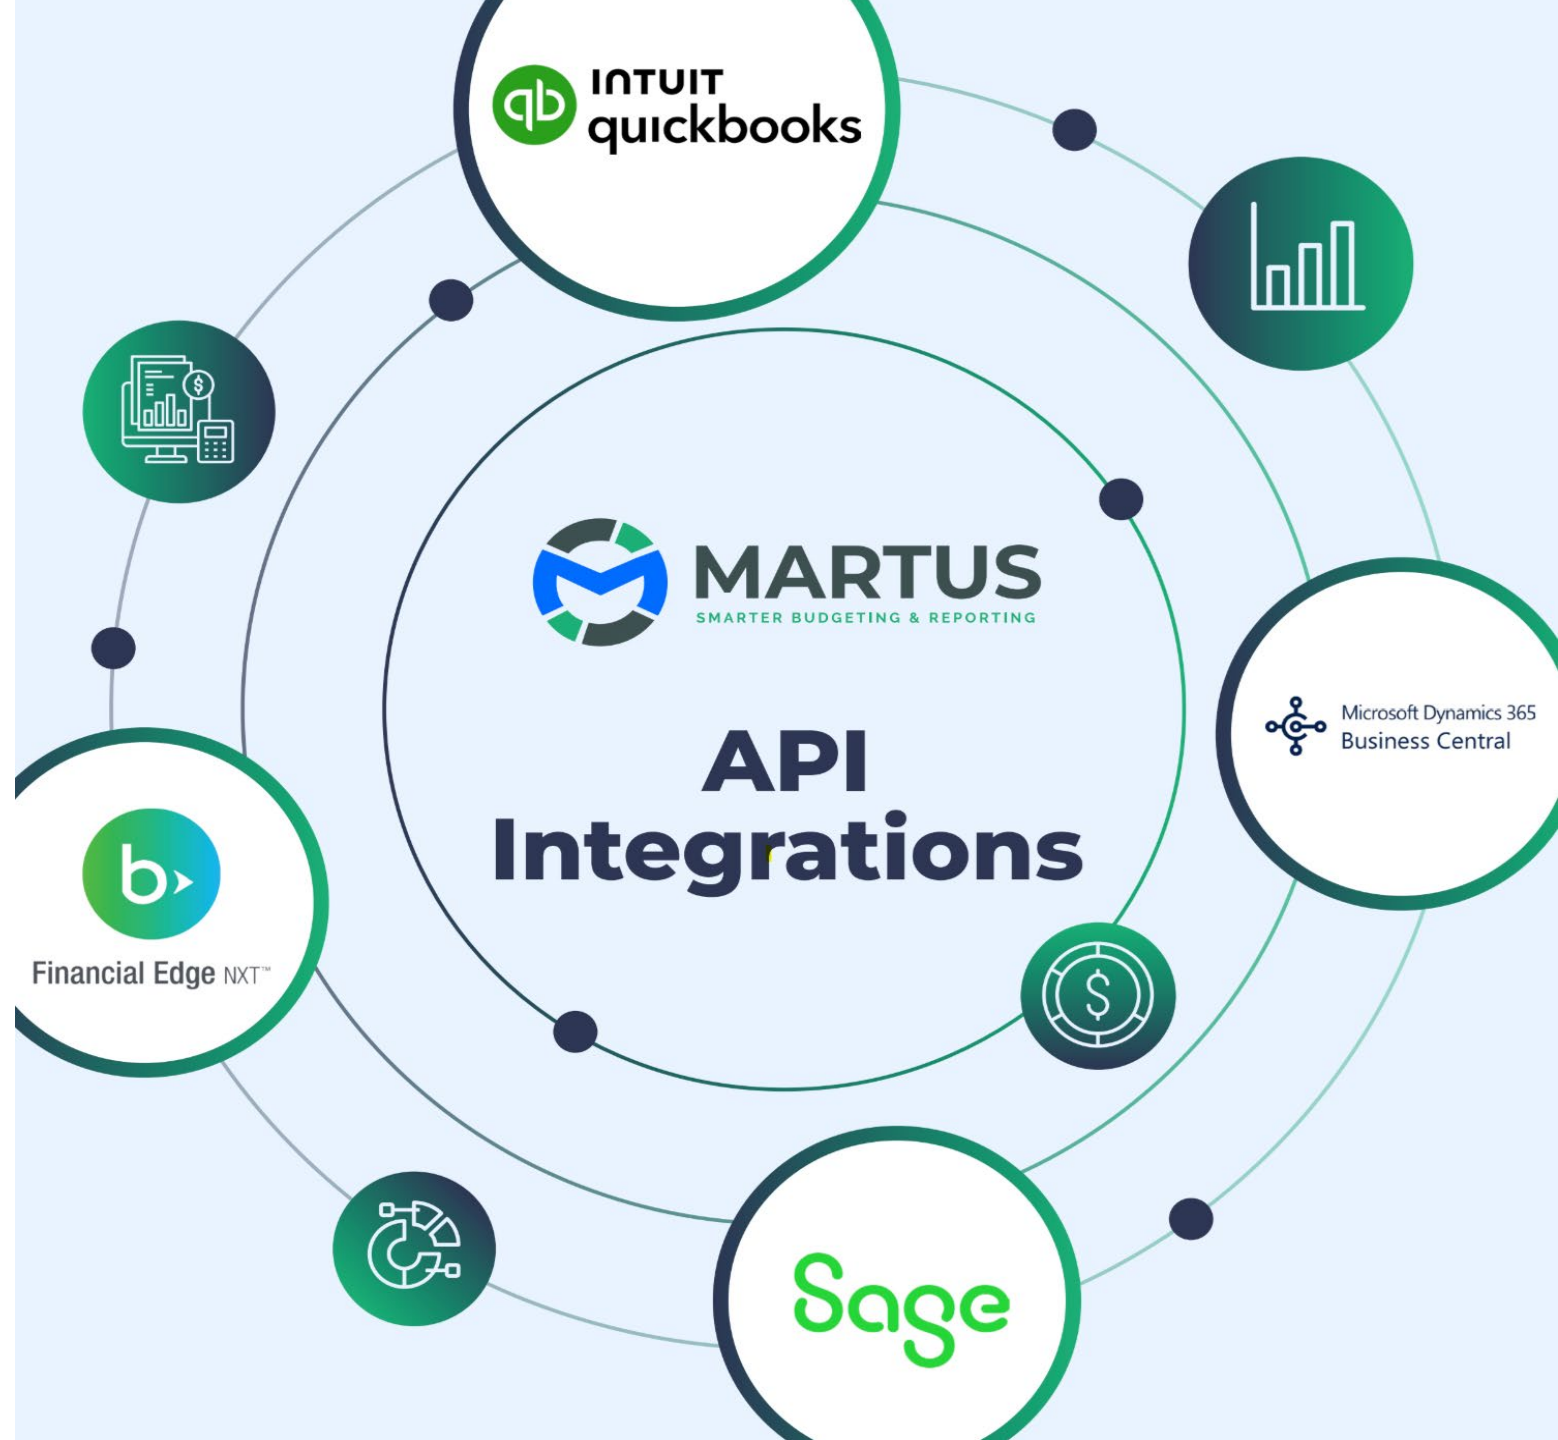 INTUIT
quickbooks
MARTUS
SMARTER BUDGETING & REPORTING
API
Integrations
Microsoft Dynamics 365
Business Central
b
Financial Edge NXT™
Sage